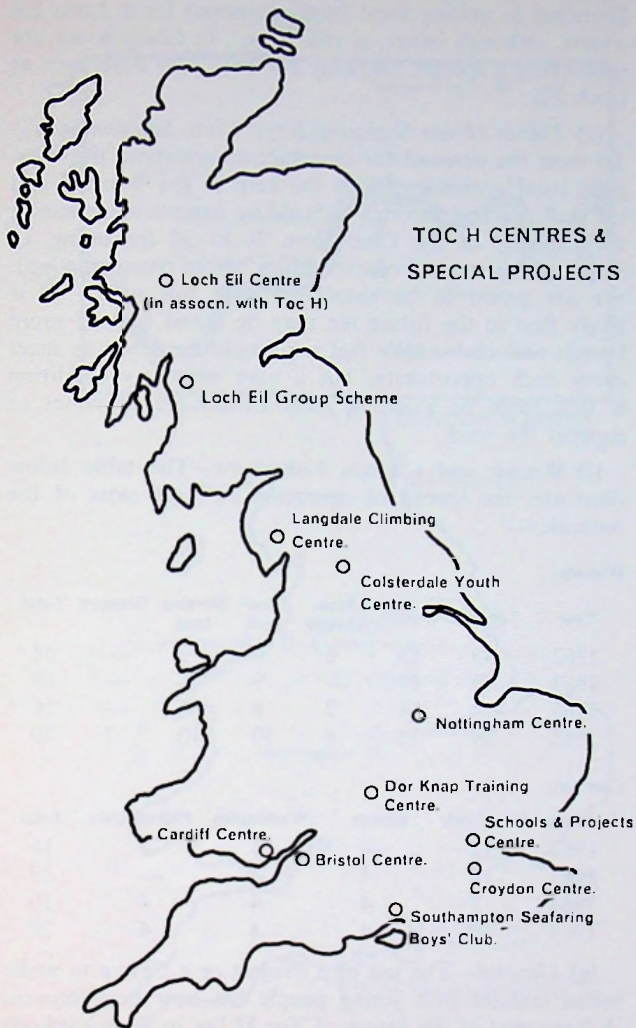 TOC H CENTRES &
SPECIAL PROJECTS
Loch Eil Centre
(in assocn. with Toc H)
Loch Eil Group Scheme
Langdale Climbing
Centre.
Colsterdale Youth
Centre.
Nottingham Centre.
Dor Knap Training
Centre.
Schools & Projects
Centre.
Cardiff Centre.
Bristol Centre.
Croydon Centre.
Southampton Seafaring
Boys' Club.